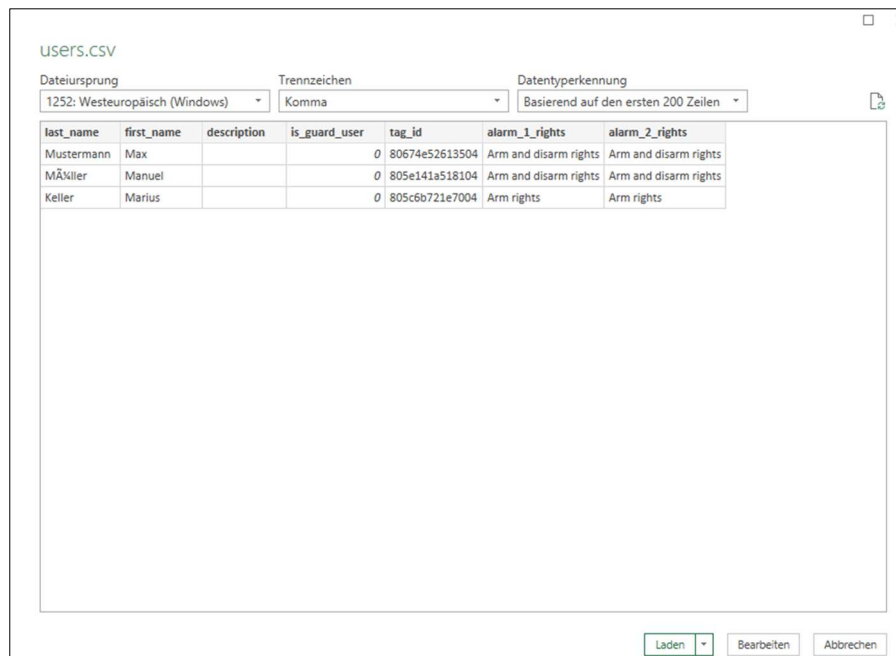 users.csv
Dateiursprung Trennzeichen Datentyperkennung
1252: Westeuropäisch (Windows) Komma Basierend auf den ersten 200 Zeilen
last_name first_name description is_guard_user tag_id alarm_1_rights alarm_2_rights
Mustermann Max 0 80674e52613504 Arm and disarm rights Arm and disarm rights
MÃ¼ller Manuel 0 805e141a518104 Arm and disarm rights Arm and disarm rights
Keller Marius 0 805c6b721e7004 Arm rights Arm rights
Laden Bearbeiten Abbrechen